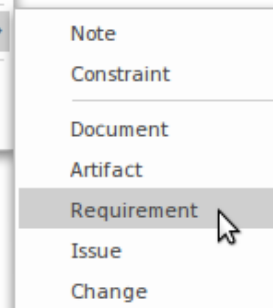 Note
Constraint
Document
Artifact
Requirement
Issue
Change